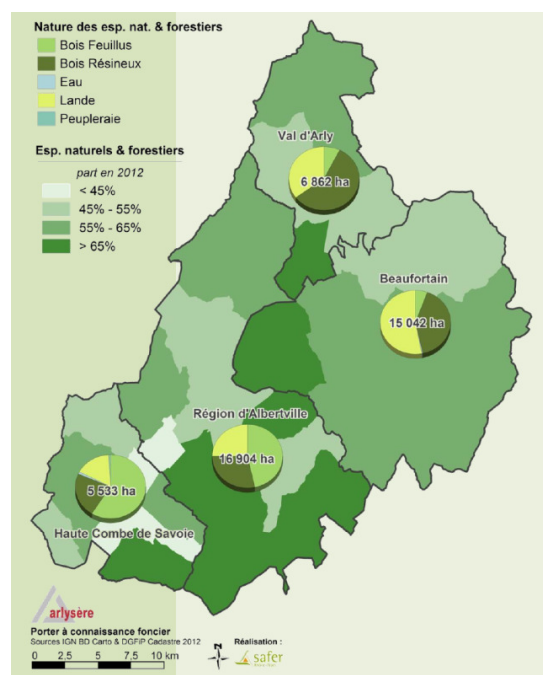 Nature des esp. nat. & forestiers
Bois Feuillus
Bois Résineux
Eau
Lande
Peupleraie
Esp. naturels & forestiers
part en 2012
< 45%
45% - 55%
55% - 65%
> 65%
Val d'Arly
6 862 ha
Beaufortain
15 042 ha
Région d'Albertville
16 904 ha
5 533 ha
Haute Combe de Savoie
arlysère
Porter à connaissance foncier
Sources IGN BD Carto & DGFiP Cadastre 2012
0 2.5 5 7.5 10 km
N
Réalisation :
safer